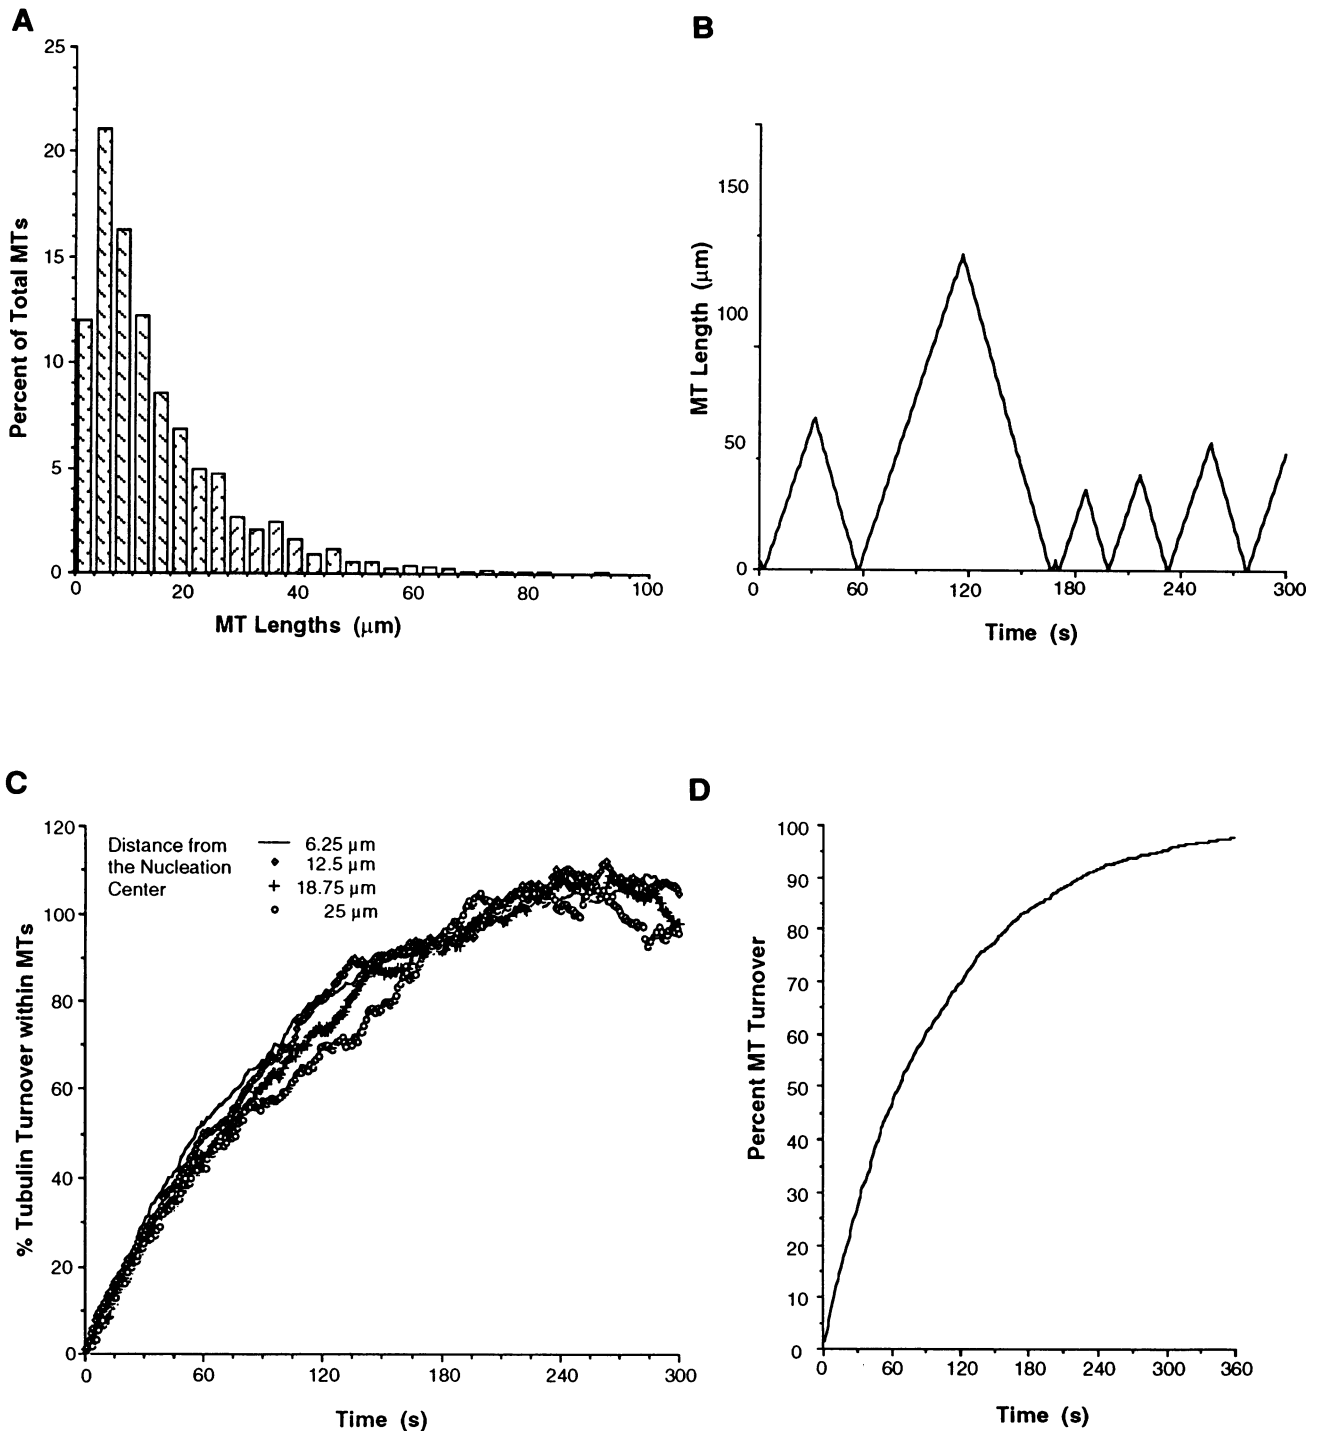 A
25
20
15
10
5
0
Percent of Total MTs
0 20 40 60 80 100
MT Lengths (μm)
B
150
100
50
0
MT Length (μm)
0 60 120 180 240 300
Time (s)
C
120
100
80
60
40
20
0
% Tubulin Turnover within MTs
Distance from
the Nucleation
Center
6.25 μm
12.5 μm
18.75 μm
25 μm
0 60 120 180 240 300
Time (s)
D
100
90
80
70
60
50
40
30
20
10
0
Percent MT Turnover
0 60 120 180 240 300 360
Time (s)